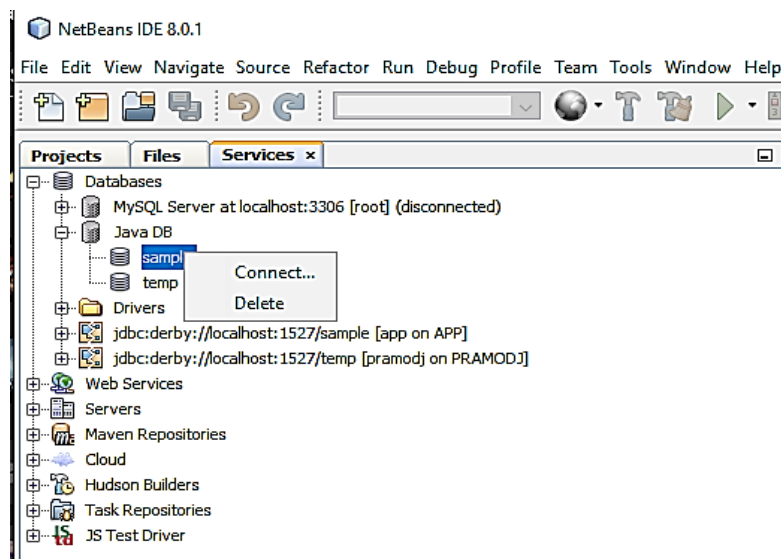 NetBeans IDE 8.0.1
File Edit View Navigate Source Refactor Run Debug Profile Team Tools Window Help
Projects Files Services x
Databases
MySQL Server at localhost:3306 [root] (disconnected)
Java DB
sampl
Connect...
temp
Delete
Drivers
jdbc:derby://localhost:1527/sample [app on APP]
jdbc:derby://localhost:1527/temp [pramodj on PRAMODJ]
Web Services
Servers
Maven Repositories
Cloud
Hudson Builders
Task Repositories
JS Test Driver